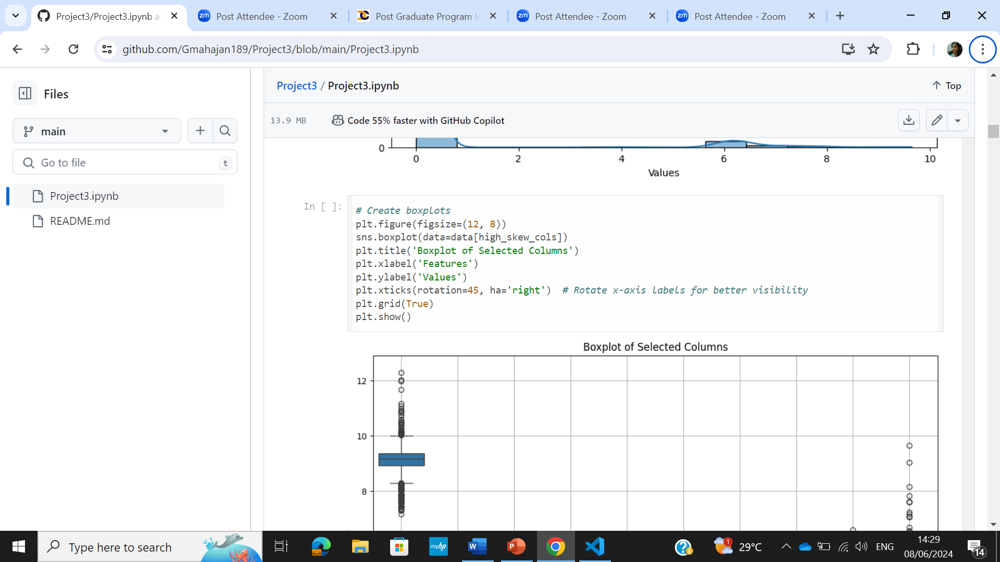 Project3/Project3.ipynb a
Post Attendee - Zoom
Post Graduate Program I
Post Attendee - Zoom
Post Attendee - Zoom
github.com/Gmahajan189/Project3/blob/main/Project3.ipynb
Files
main
Go to file
t
Project3.ipynb
README.md
Project3 / Project3.ipynb
Top
13.9 MB
Code 55% faster with GitHub Copilot
0
0 2 4 6 8 10
Values
In [ ]:
# Create boxplots
plt.figure(figsize=(12, 8))
sns.boxplot(data=data[high_skew_cols])
plt.title('Boxplot of Selected Columns')
plt.xlabel('Features')
plt.ylabel('Values')
plt.xticks(rotation=45, ha='right')  # Rotate x-axis labels for better visibility
plt.grid(True)
plt.show()
Boxplot of Selected Columns
12
10
8
Type here to search
myhp
W
P
1
29°C
ENG
14:29
08/06/2024
14